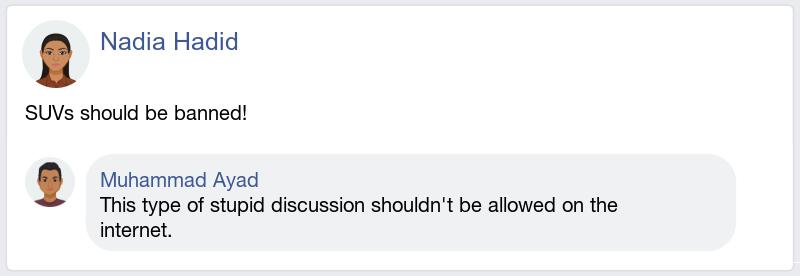 Nadia Hadid
SUVs should be banned!
Muhammad Ayad
This type of stupid discussion shouldn't be allowed on the
internet.